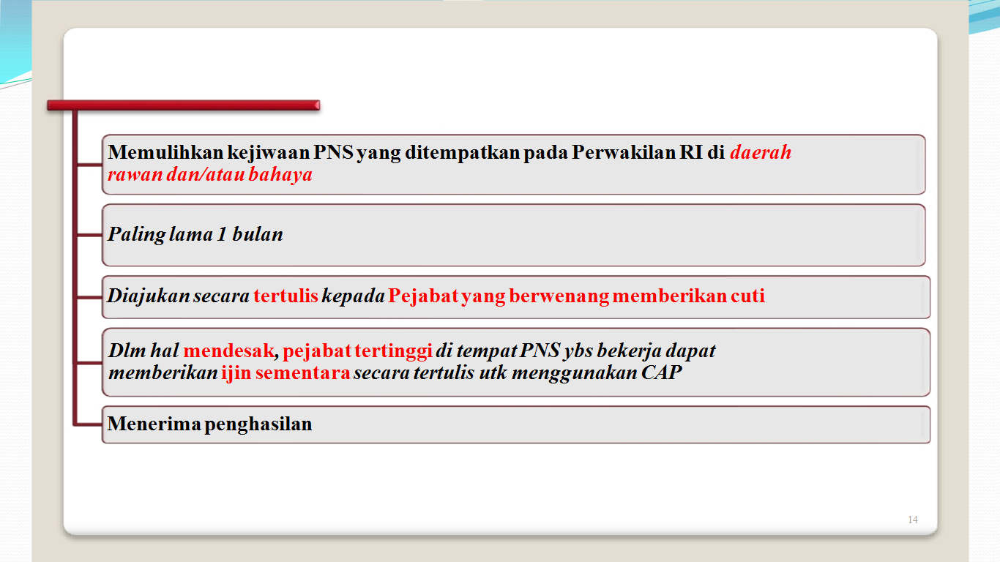 Memulihkan kejiwaan PNS yang ditempatkan pada Perwakilan RI di daerah
rawan dan/atau bahaya
Paling lama 1 bulan
Diajukan secara tertulis kepada Pejabat yang berwenang memberikan cuti
Dlm hal mendesak, pejabat tertinggi di tempat PNS ybs bekerja dapat
memberikan ijin sementara secara tertulis utk menggunakan CAP
Menerima penghasilan
14